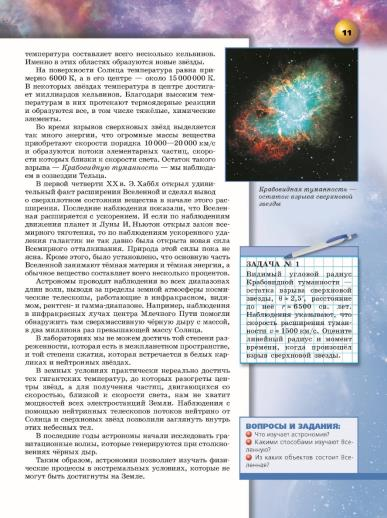 11
температура составляет всего несколько кельвинов.
Именно в этих областях образуются новые звёзды.
На поверхности Солнца температура равна при-
мерно 6000 К, а в его центре — около 15 000 000 К.
В некоторых звёздах температура в центре достига-
ет миллиардов кельвинов. Благодаря высоким тем-
пературам в них протекают термоядерные реакции
и образуются все, в том числе тяжёлые, химические
элементы.
Во время взрывов сверхновых звёзд выделяется
так много энергии, что огромные массы вещества
приобретают скорости порядка 10 000—20 000 км/с
и образуются потоки элементарных частиц, скоро-
сти которых близки к скорости света. Остаток такого
взрыва — Крабовидную туманность — мы наблюда-
ем в созвездии Тельца.
В первой четверти XX в. Э. Хаббл открыл удиви-
тельный факт расширения Вселенной и сделал вывод
о сверхплотном состоянии вещества в начале этого рас-
ширения. Последние наблюдения показали, что Вселен-
ная расширяется с ускорением. И если по наблюдениям
движения планет и Луны И. Ньютон открыл закон все-
мирного тяготения, то по наблюдениям ускоренного уда-
ления галактик не так давно была открыта новая сила
Всемирного отталкивания. Природа этой силы пока не
ясна. Кроме этого, было установлено, что основную часть
Вселенной занимают тёмная материя и тёмная энергия, а
обычное вещество составляет всего несколько процентов.
Астрономы проводят наблюдения во всех диапазонах
длин волн, выводя за пределы земной атмосферы косми-
ческие телескопы, работающие в инфракрасном, види-
мом, рентген- и гамма-диапазоне. Например, наблюдения
в инфракрасных лучах центра Млечного Пути помогли
обнаружить там сверхмассивную чёрную дыру с массой,
в два миллиона раз превышающей массу Солнца.
В лабораториях мы не можем достичь той степени раз-
реженности, которая есть в межпланетном пространстве,
и той степени сжатия, которая встречается в белых кар-
ликах и нейтронных звёздах.
В земных условиях практически нереально достичь
тех гигантских температур, до которых разогреты цен-
тры звёзд, а для получения частиц, двигающихся со
скоростью, близкой к скорости света, нам не хватит
мощностей всех электростанций Земли. Наблюдения с
помощью нейтринных телескопов потоков нейтрино от
Солнца и сверхновых звёзд позволили заглянуть внутрь
этих небесных тел.
В последние годы астрономы начали исследовать гра-
витационные волны, которые генерируются при столкно-
вениях чёрных дыр.
Таким образом, астрономия позволяет изучать физи-
ческие процессы в экстремальных условиях, которые не
могут быть достигнуты на Земле.
Крабовидная туманность —
остаток взрыва сверхновой
звезды
ЗАДАЧА № 1
Видимый угловой радиус
Крабовидной туманности —
остатка взрыва сверхновой
звезды, θ = 2,5′, расстояние
до неё r = 6500 св. лет.
Наблюдения указывают, что
скорость расширения туман-
ности v = 1500 км/с. Оцените
линейный радиус и момент
времени, когда произошёл
взрыв сверхновой звезды.
ВОПРОСЫ И ЗАДАНИЯ:
Что изучает астрономия?
Какими способами изучают Все-
ленную?
Из каких объектов состоит Все-
ленная?